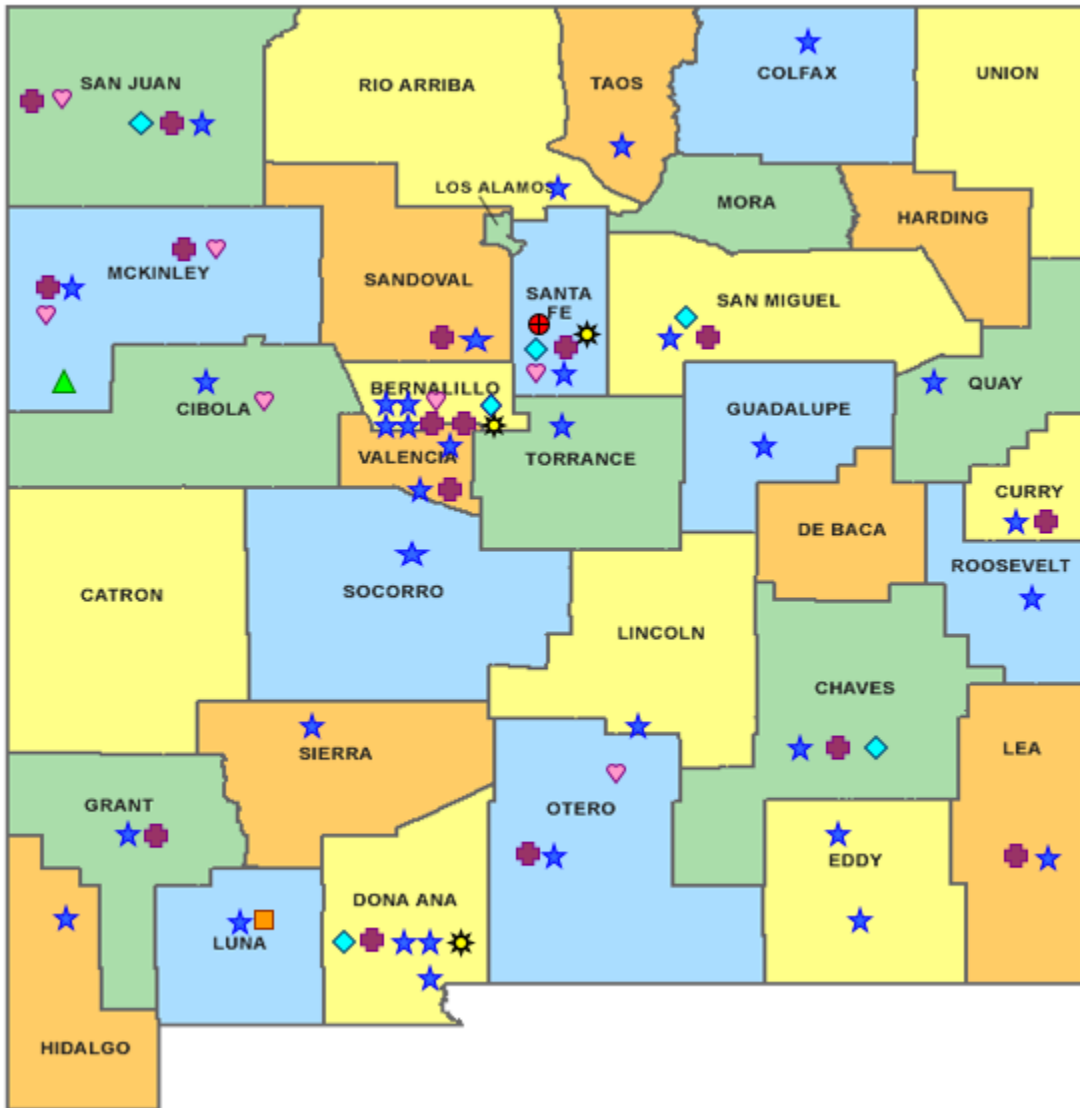 SAN JUAN
RIO ARRIBA
TAOS
COLFAX
UNION
LOS ALAMOS
MORA
HARDING
MCKINLEY
SANDOVAL
SANTA
FE
SAN MIGUEL
CIBOLA
BERNALILLO
QUAY
GUADALUPE
VALENCIA
TORRANCE
CURRY
DE BACA
ROOSEVELT
CATRON
SOCORRO
LINCOLN
CHAVES
SIERRA
LEA
GRANT
OTERO
EDDY
DONA ANA
LUNA
HIDALGO